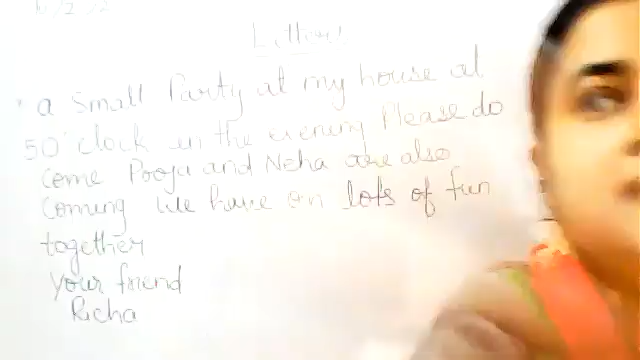 Letter
a Small Party at my house at
50'clock in the evening Please do
come Pooja and Neha are also
Coming We have on lots of fun
together
your friend
Richa